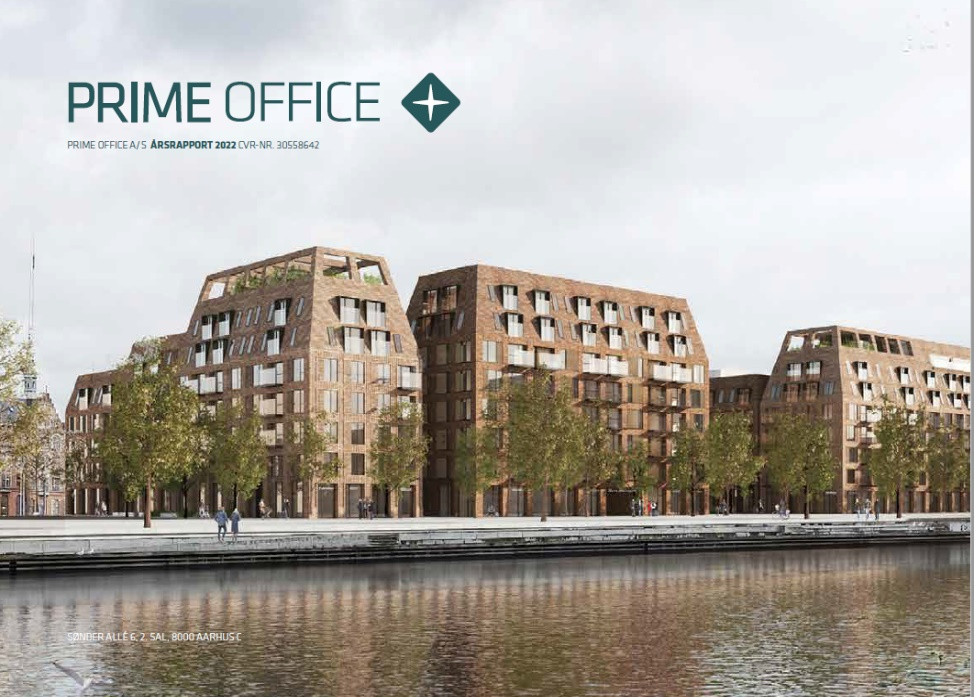 PRIME OFFICE
PRIME OFFICE A/S ÅRSRAPPORT 2022 CVR-NR. 30558642
SØNDER ALLÉ 6, 2. SAL, 8000 AARHUS C